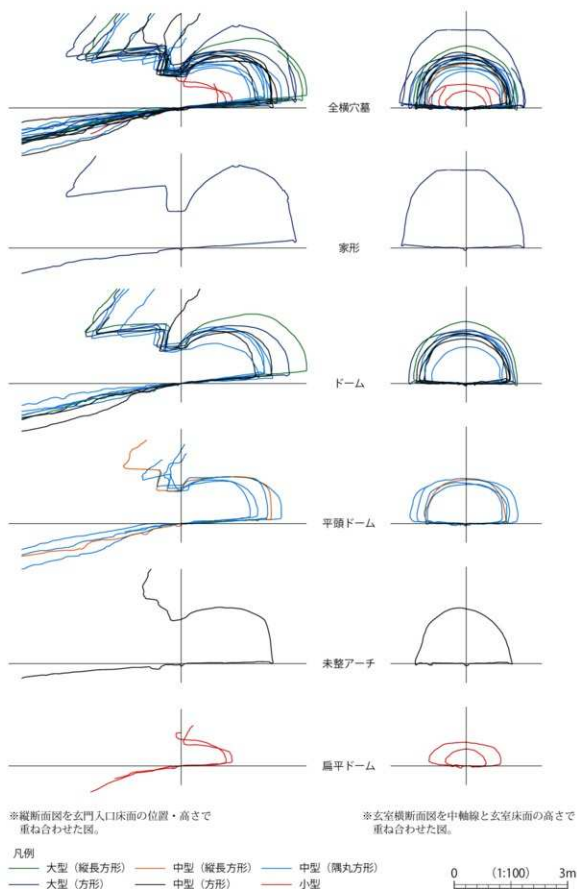 全横穴墓
家形
ドーム
平頭ドーム
未整アーチ
扁平ドーム
※縦断面図を玄門入口床面の位置・高さで
重ね合わせた図。
※玄室横断面図を中軸線と玄室床面の高さで
重ね合わせた図。
凡例
大型（縦長方形） 中型（縦長方形） 中型（隅丸方形）
大型（方形） 中型（方形） 小型
0 (1:100) 3m